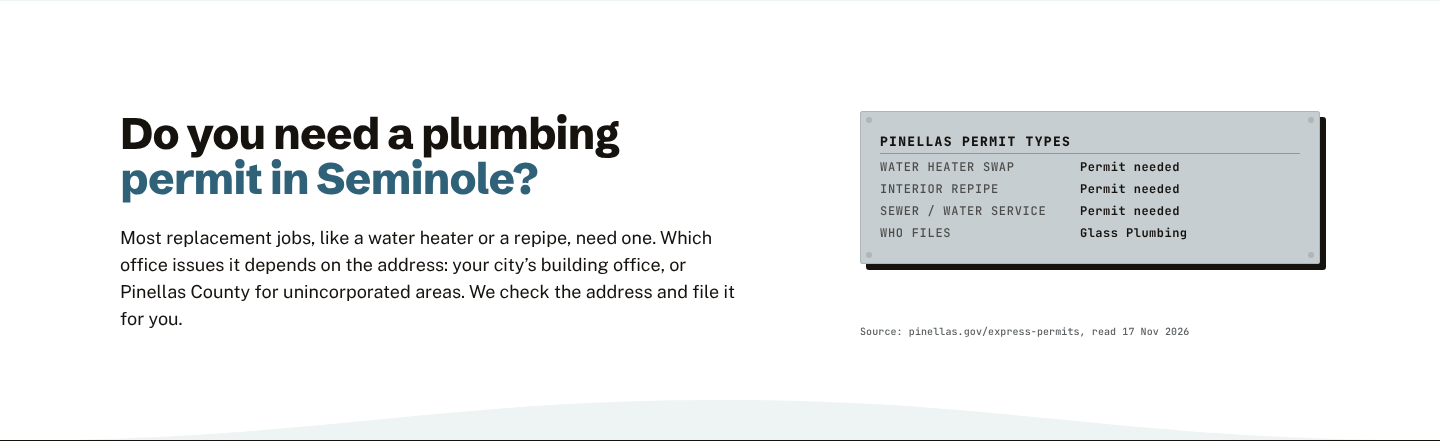 Do you need a plumbing
permit in Seminole?
Most replacement jobs, like a water heater or a repipe, need one. Which
office issues it depends on the address: your city’s building office, or
Pinellas County for unincorporated areas. We check the address and file it
for you.
PINELLAS PERMIT TYPES
WATER HEATER SWAP Permit needed
INTERIOR REPIPE Permit needed
SEWER / WATER SERVICE Permit needed
WHO FILES Glass Plumbing
Source: pinellas.gov/express-permits, read 17 Nov 2026